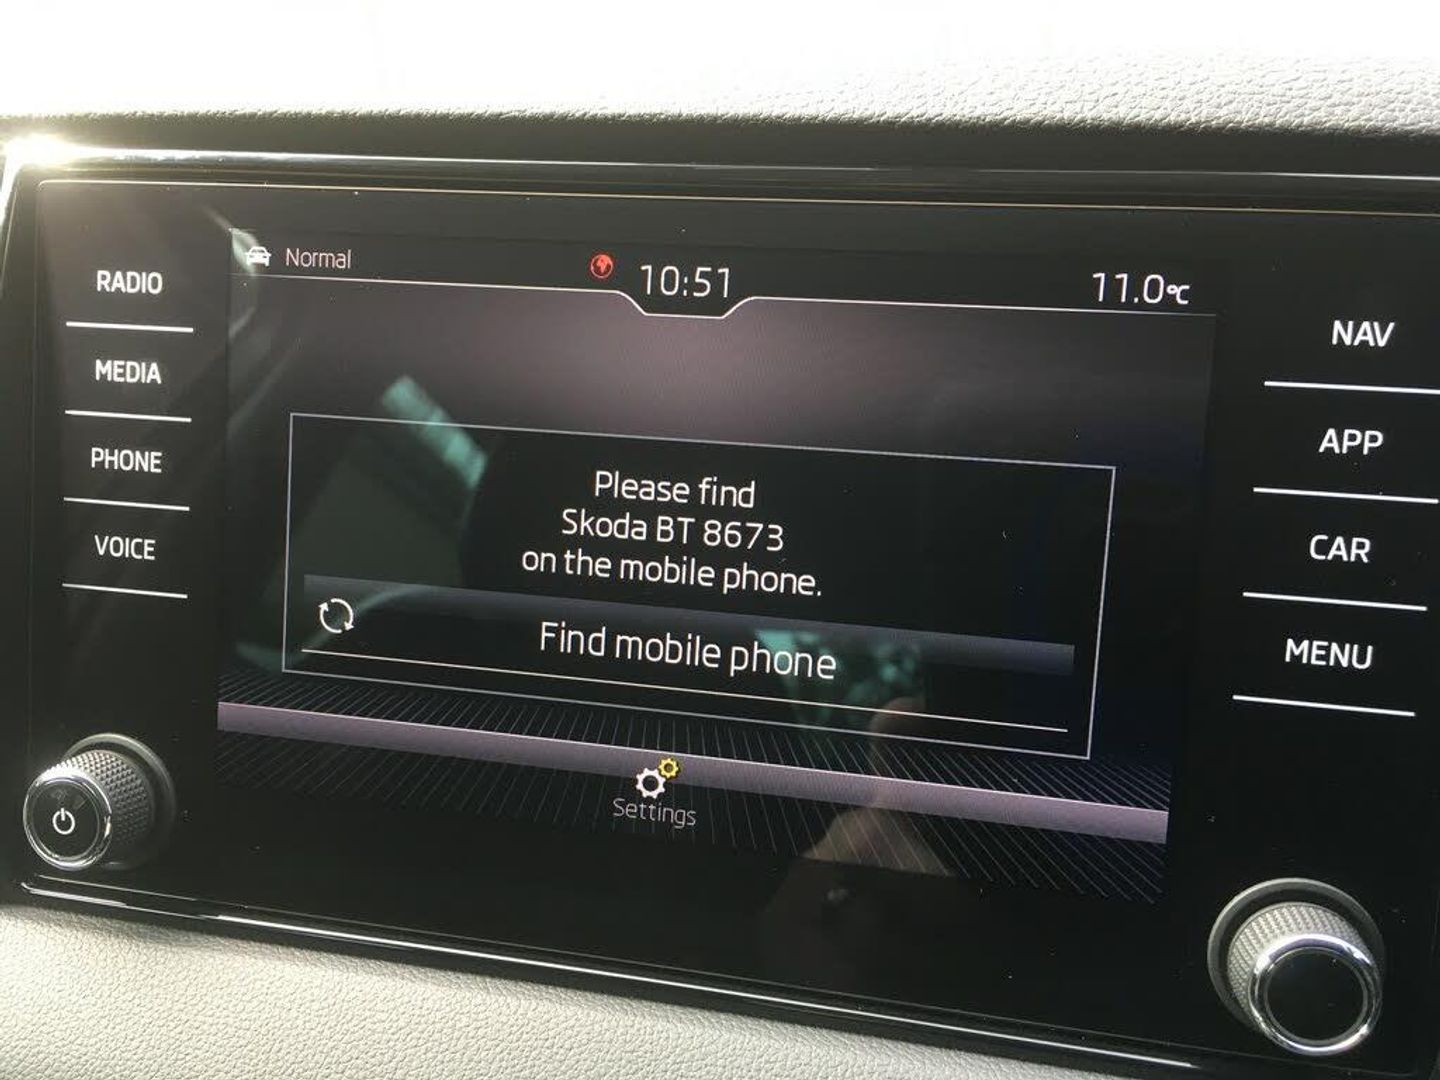 Normal
10:51
11.0°C
RADIO
MEDIA
PHONE
VOICE
NAV
APP
CAR
MENU
Please find
Skoda BT 8673
on the mobile phone.
Find mobile phone
Settings